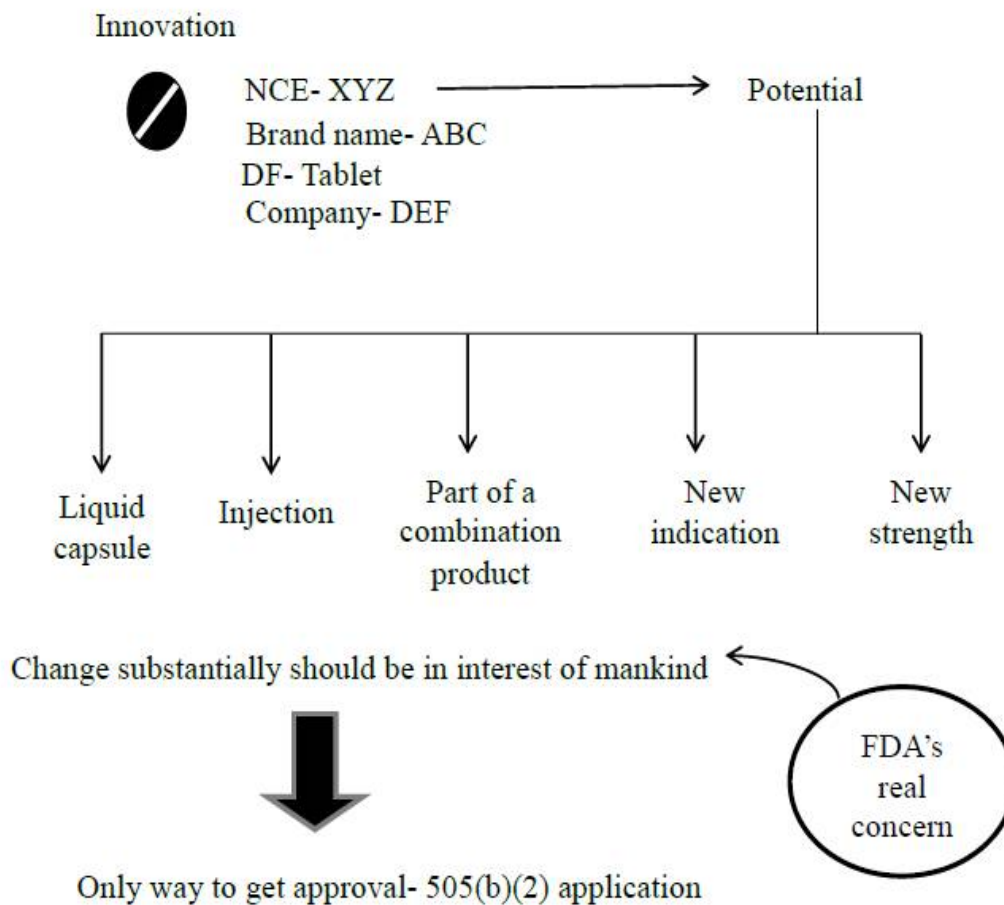 Innovation
NCE- XYZ
Potential
Brand name- ABC
DF- Tablet
Company- DEF
Liquid
capsule
Injection
Part of a
combination
product
New
indication
New
strength
Change substantially should be in interest of mankind
FDA's
real
concern
Only way to get approval- 505(b)(2) application